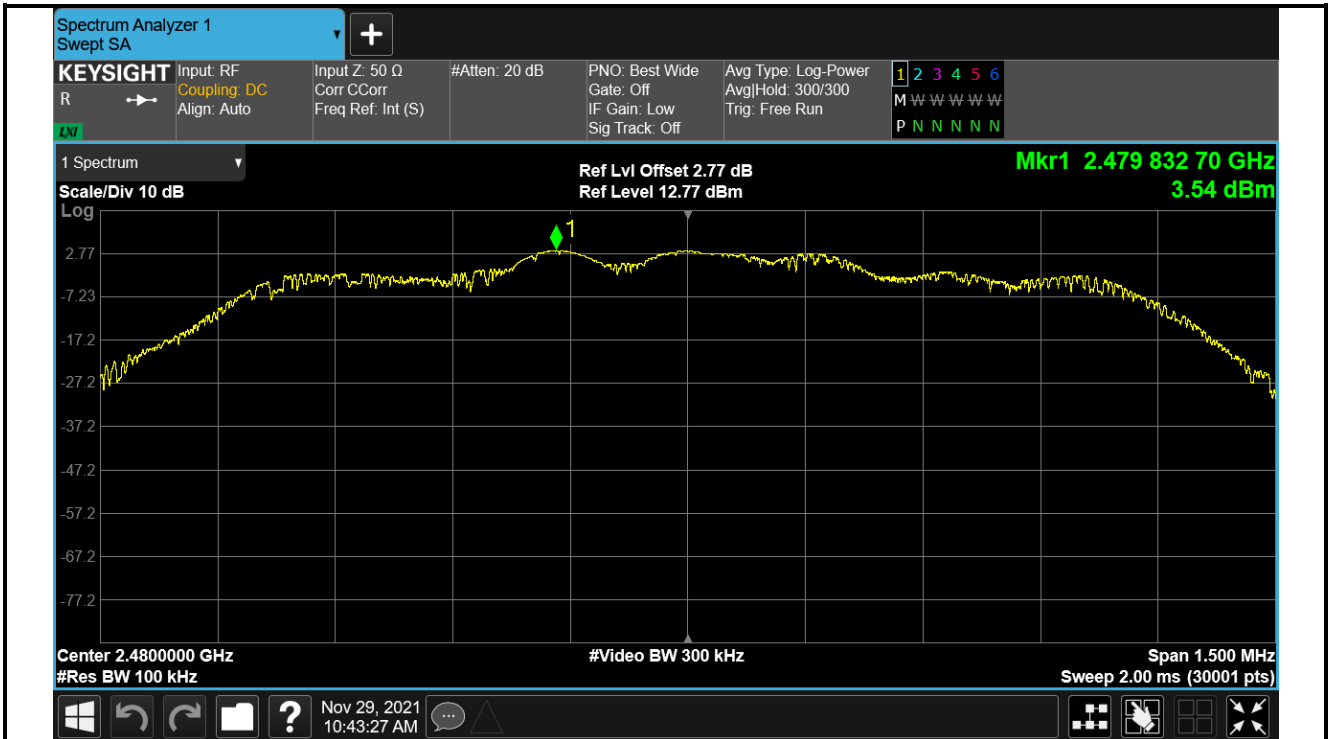 Spectrum Analyzer 1
Swept SA
KEYSIGHT
R
LXI
Input: RF
Coupling: DC
Align: Auto
Input Z: 50 Ω
Corr CCorr
Freq Ref: Int (S)
#Atten: 20 dB
PNO: Best Wide
Gate: Off
IF Gain: Low
Sig Track: Off
Avg Type: Log-Power
Avg|Hold: 300/300
Trig: Free Run
1 2 3 4 5 6
M W W W W W
P N N N N N
1 Spectrum
Scale/Div 10 dB
Ref Lvl Offset 2.77 dB
Ref Level 12.77 dBm
Mkr1 2.479 832 70 GHz
3.54 dBm
Log
1
2.77
-7.23
-17.2
-27.2
-37.2
-47.2
-57.2
-67.2
-77.2
Center 2.4800000 GHz
#Video BW 300 kHz
Span 1.500 MHz
#Res BW 100 kHz
Sweep 2.00 ms (30001 pts)
Nov 29, 2021
10:43:27 AM